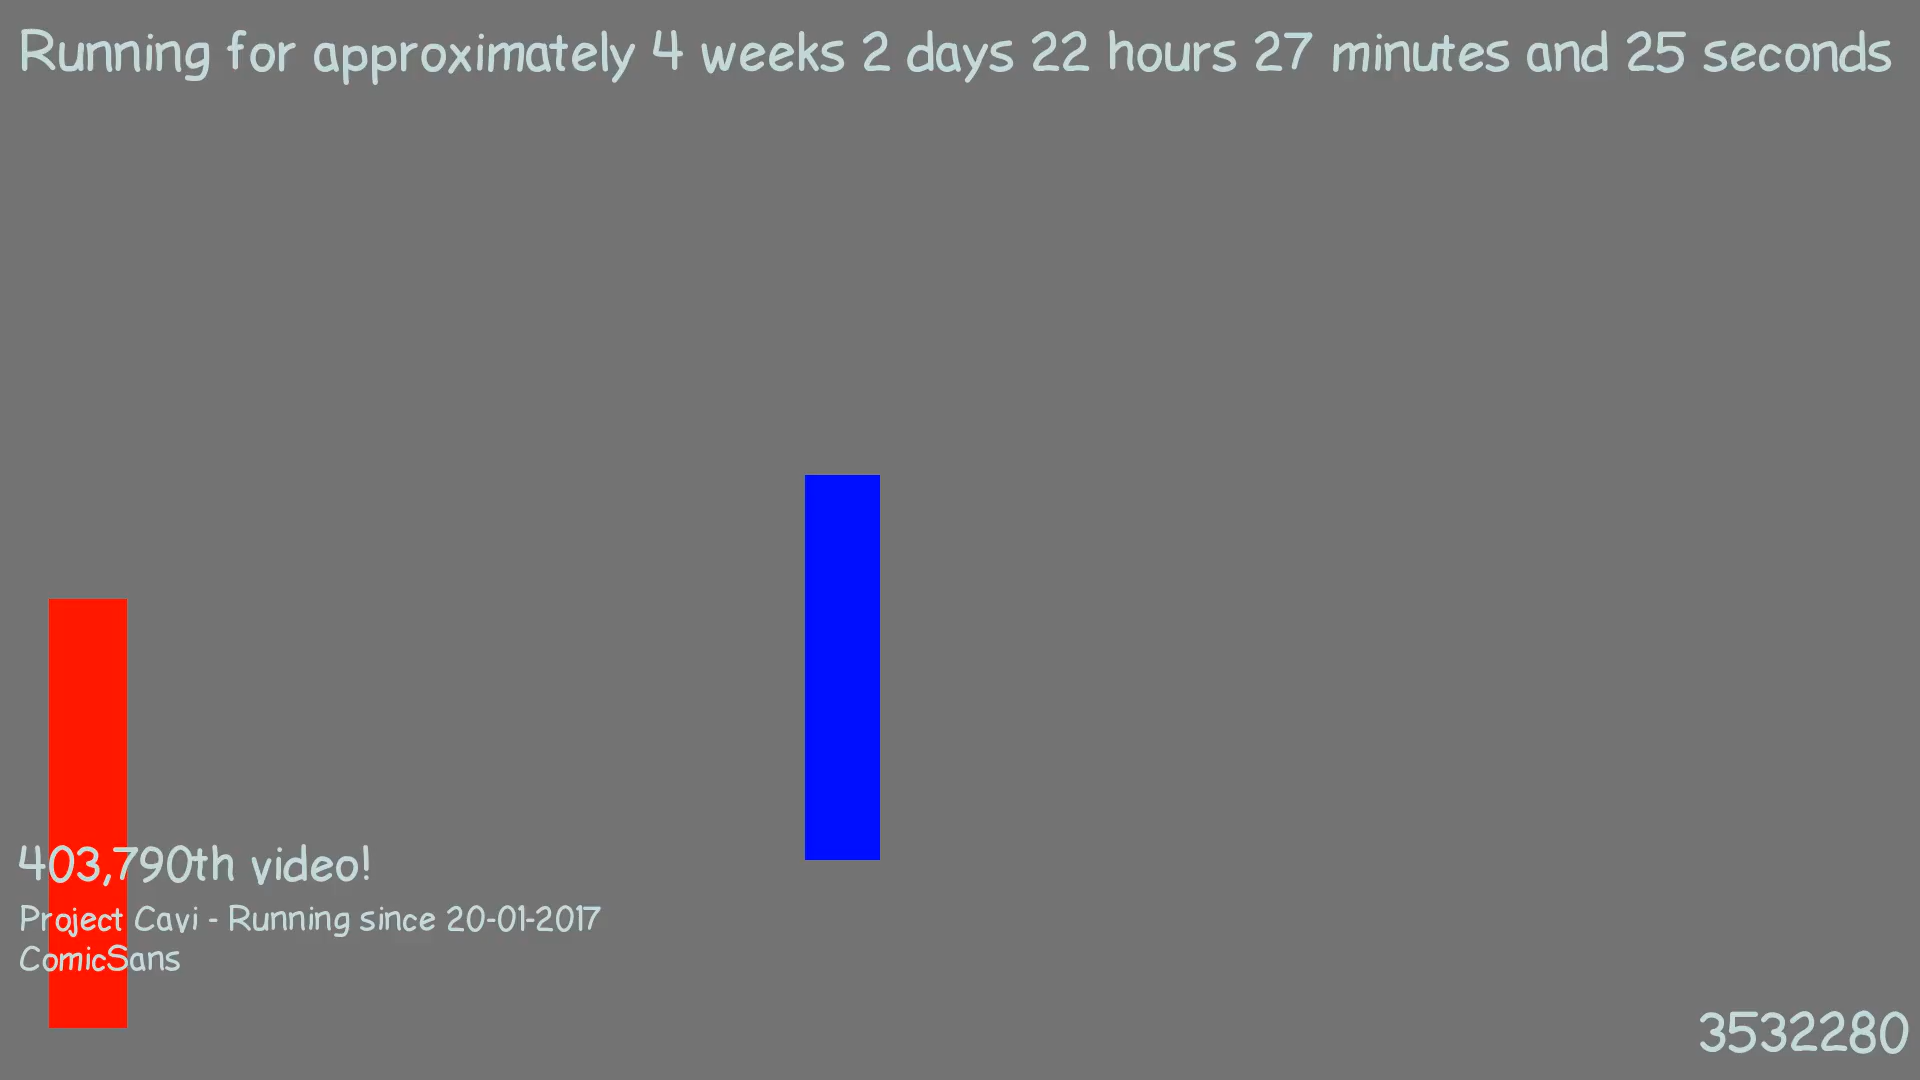 Running for approximately 4 weeks 2 days 22 hours 27 minutes and 25 seconds
403,790th video!
Project Cavi - Running since 20-01-2017
ComicSans
3532280